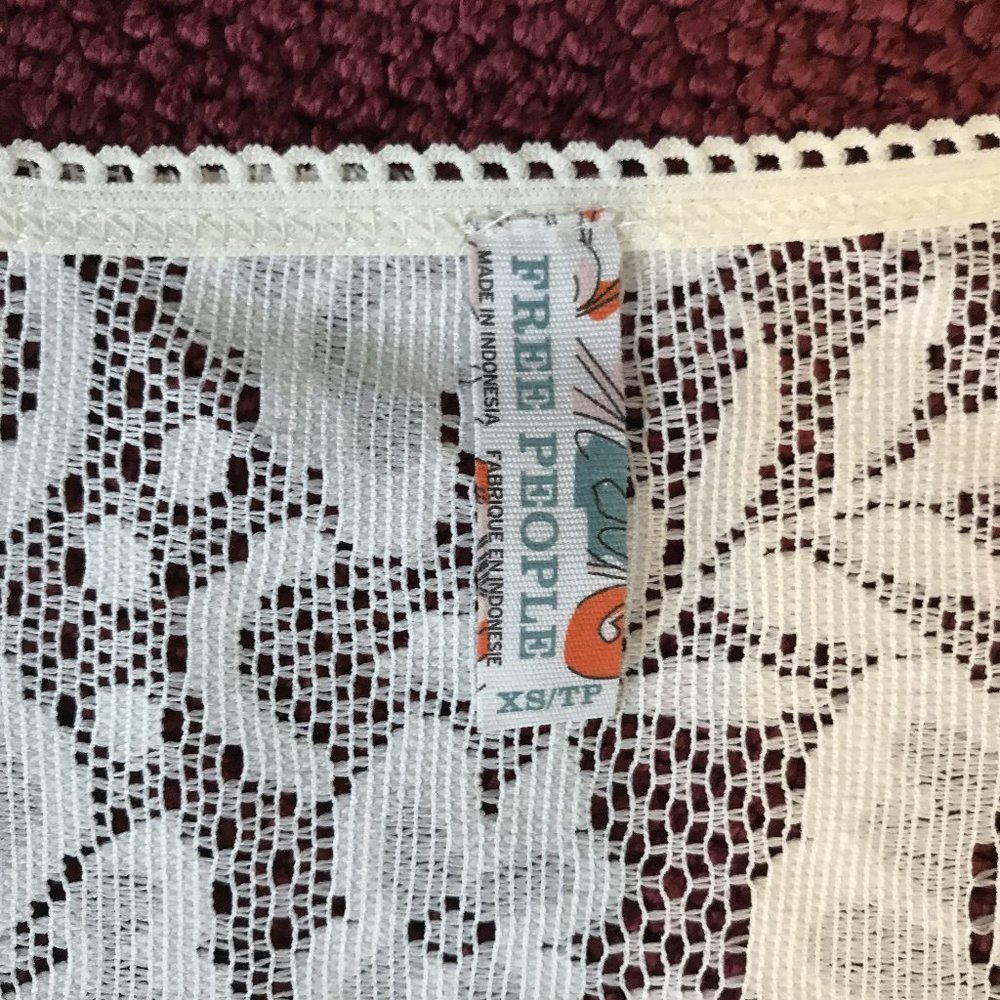 FREE PEOPLE
MADE IN INDONESIA FABRIQUE EN INDONESIE
XS/TP